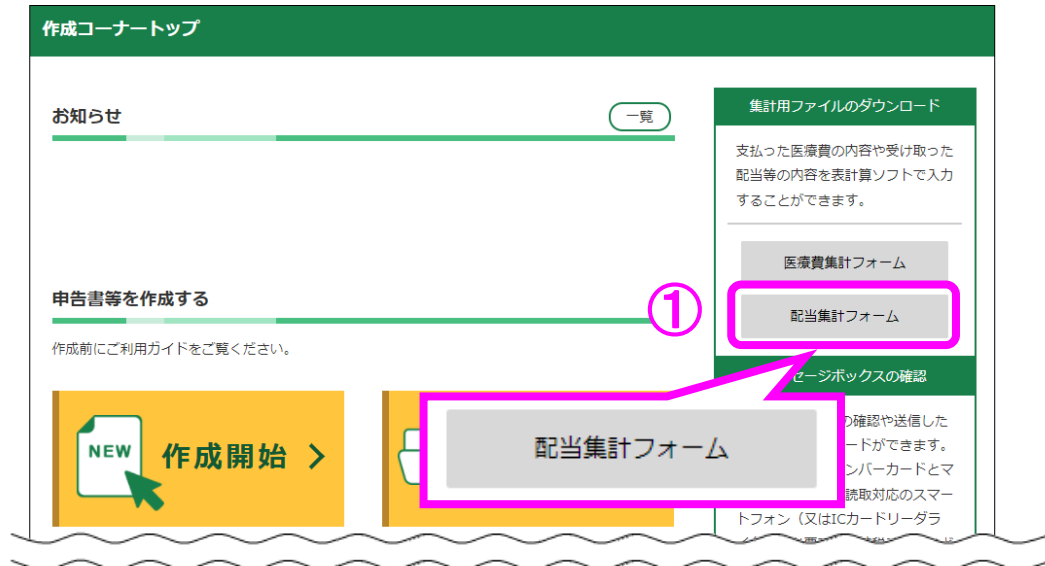 作成コーナートップ
お知らせ
一覧
申告書等を作成する
作成前にご利用ガイドをご覧ください。
NEW
作成開始
集計用ファイルのダウンロード
支払った医療費の内容や受け取った
配当等の内容を表計算ソフトで入力
することができます。
医療費集計フォーム
①
配当集計フォーム
配当集計フォーム
セージボックスの確認
の確認や送信した
ードができます。
ンバーカードとマ
読取対応のスマー
トフォン（又はICカードリーダラ